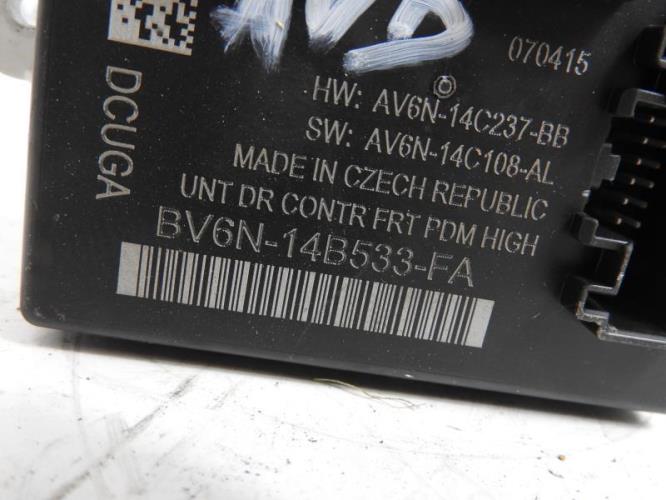 AVD
070415
DCUGA
HW: AV6N-14C237-BB
SW: AV6N-14C108-AL
MADE IN CZECH REPUBLIC
UNT DR CONTR FRT PDM HIGH
BV6N-14B533-FA